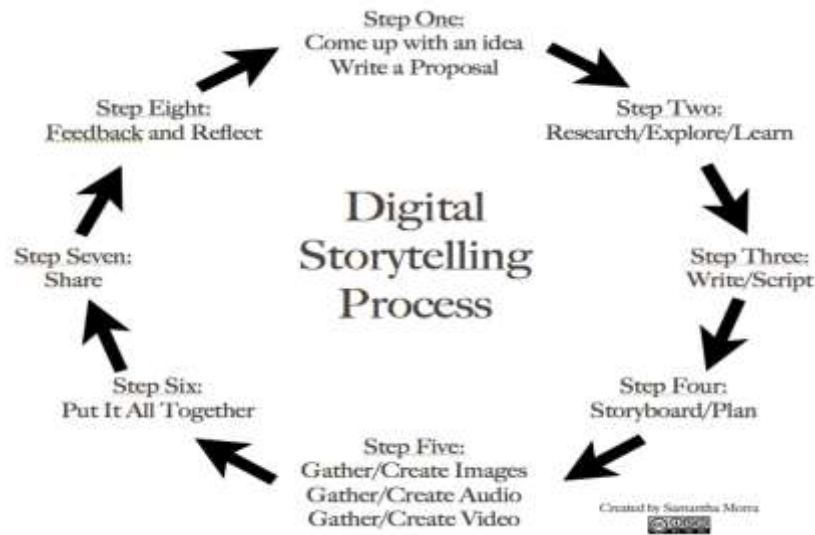 Step One:
Come up with an idea
Write a Proposal
Step Two:
Research/Explore/Learn
Step Three:
Write/Script
Step Four:
Storyboard/Plan
Step Five:
Gather/Create Images
Gather/Create Audio
Gather/Create Video
Step Six:
Put It All Together
Step Seven:
Share
Step Eight:
Feedback and Reflect
Digital
Storytelling
Process
Created by Samantha Morra